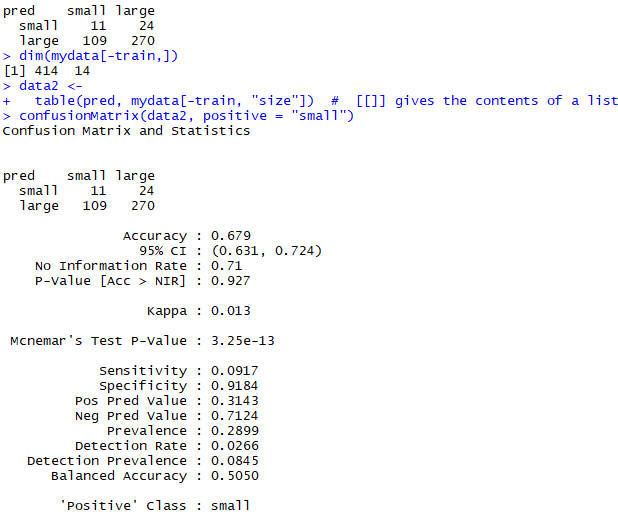 pred    small large
  small    11    24
  large   109   270
> dim(mydata[-train,])
[1] 414  14
> data2 <-
+   table(pred, mydata[-train, "size"])  #  [[]] gives the contents of a list
> confusionMatrix(data2, positive = "small")
Confusion Matrix and Statistics
pred    small large
  small    11    24
  large   109   270
Accuracy : 0.679
95% CI : (0.631, 0.724)
No Information Rate : 0.71
P-Value [Acc > NIR] : 0.927
Kappa : 0.013
Mcnemar's Test P-Value : 3.25e-13
Sensitivity : 0.0917
Specificity : 0.9184
Pos Pred Value : 0.3143
Neg Pred Value : 0.7124
Prevalence : 0.2899
Detection Rate : 0.0266
Detection Prevalence : 0.0845
Balanced Accuracy : 0.5050
'Positive' Class : small